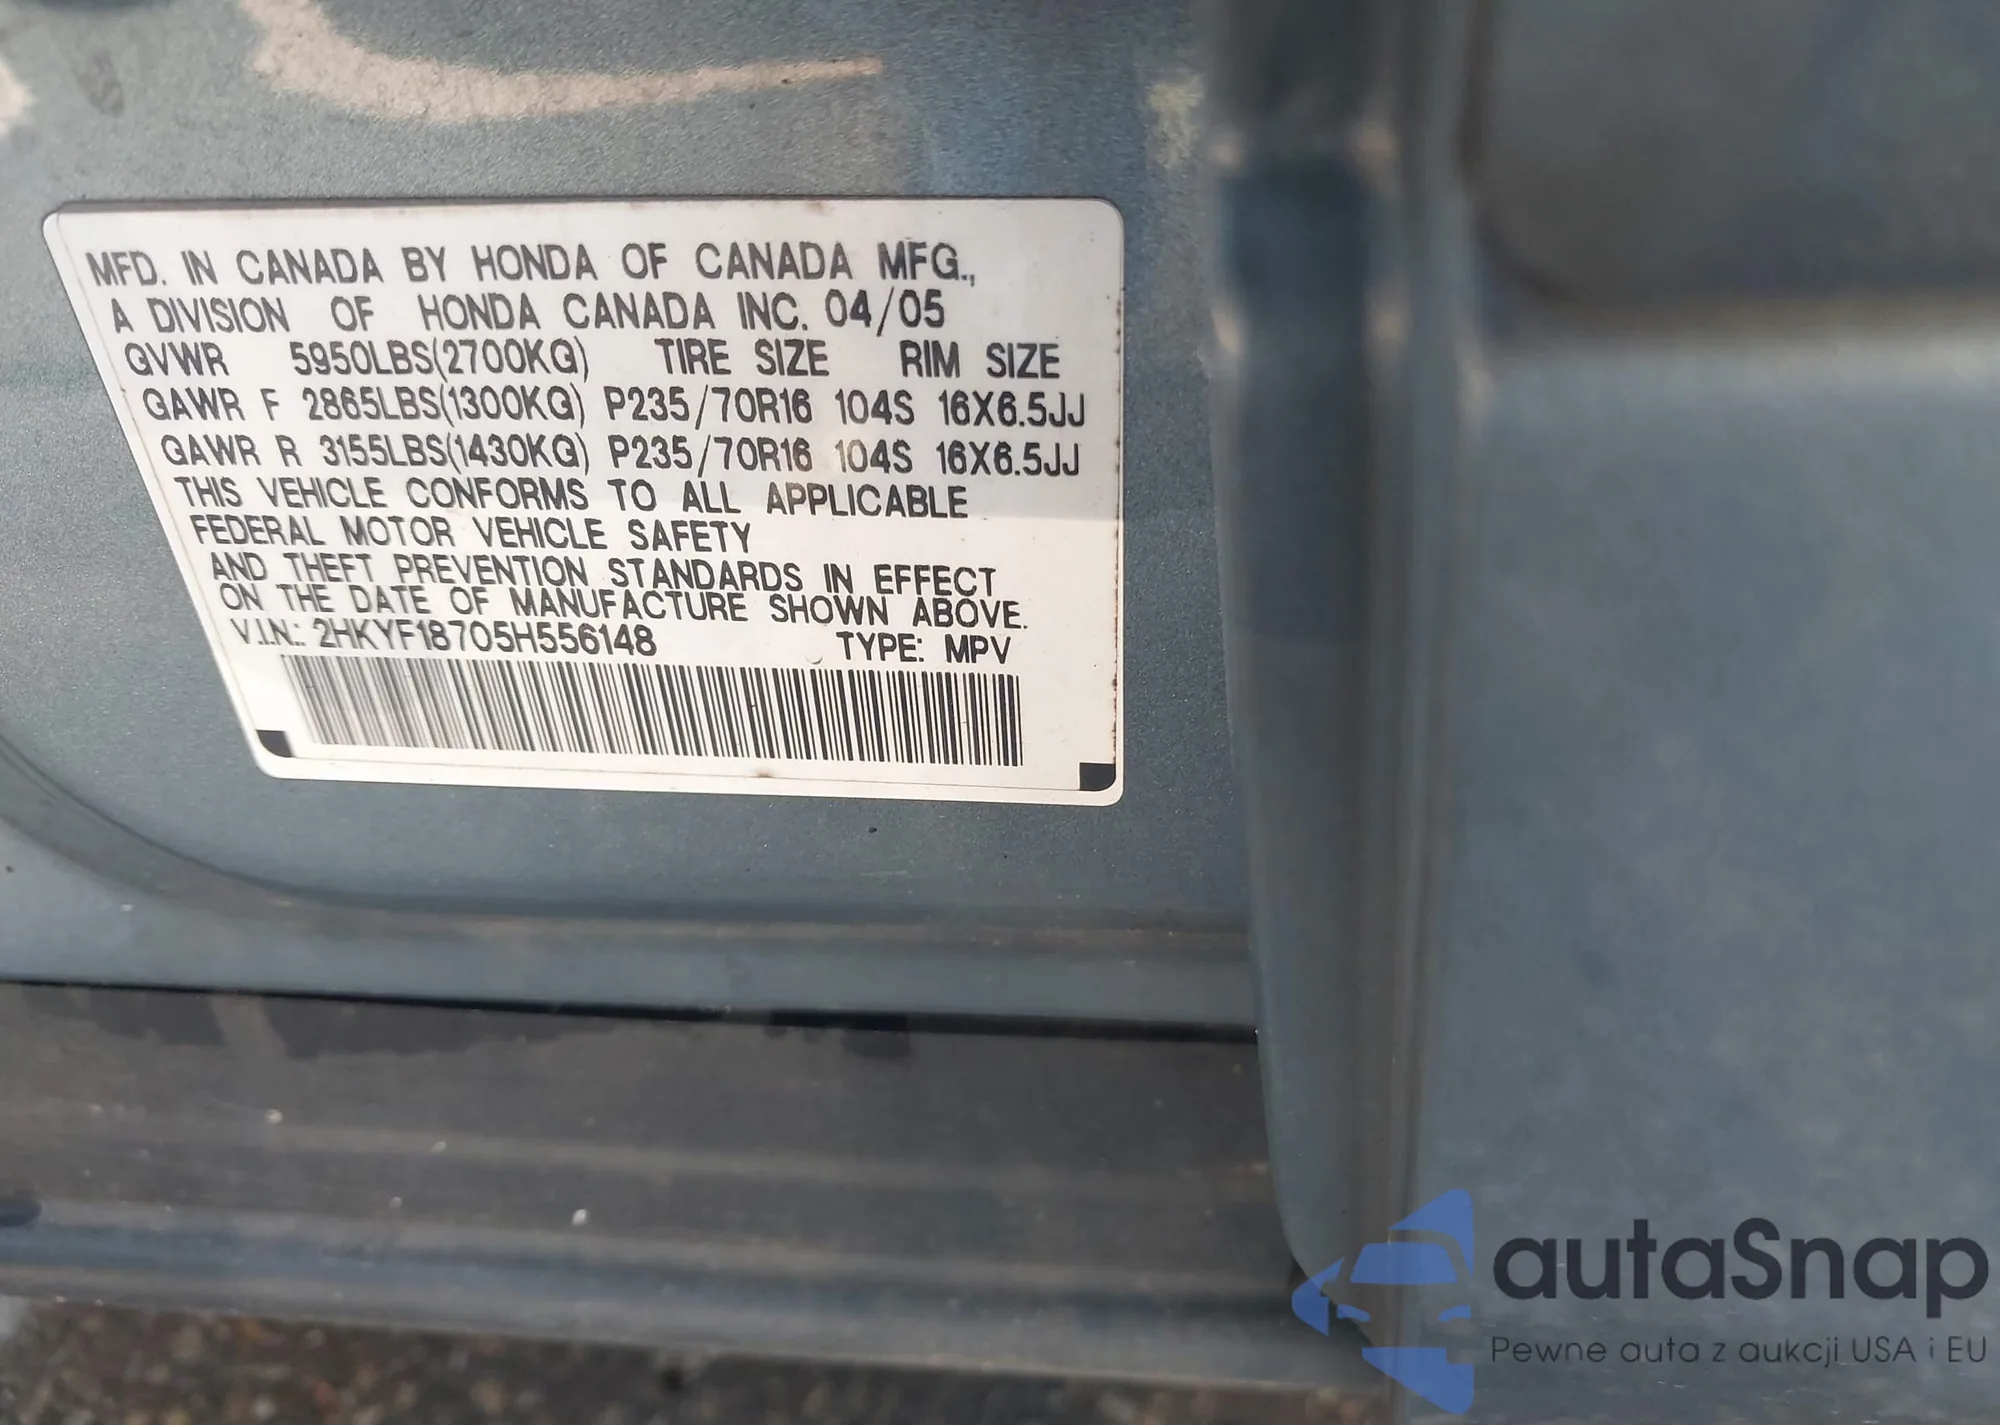 MFD. IN CANADA BY HONDA OF CANADA MFG.,
A DIVISION OF HONDA CANADA INC. 04/05
GVWR 5950LBS(2700KG) TIRE SIZE RIM SIZE
GAWR F 2865LBS(1300KG) P235/70R16 104S 16X6.5JJ
GAWR R 3155LBS(1430KG) P235/70R16 104S 16X6.5JJ
THIS VEHICLE CONFORMS TO ALL APPLICABLE
FEDERAL MOTOR VEHICLE SAFETY
AND THEFT PREVENTION STANDARDS IN EFFECT
ON THE DATE OF MANUFACTURE SHOWN ABOVE.
V.I.N.: 2HKYF18705H556148 TYPE: MPV
autaSnap
Pewne auta z aukcji USA i EU